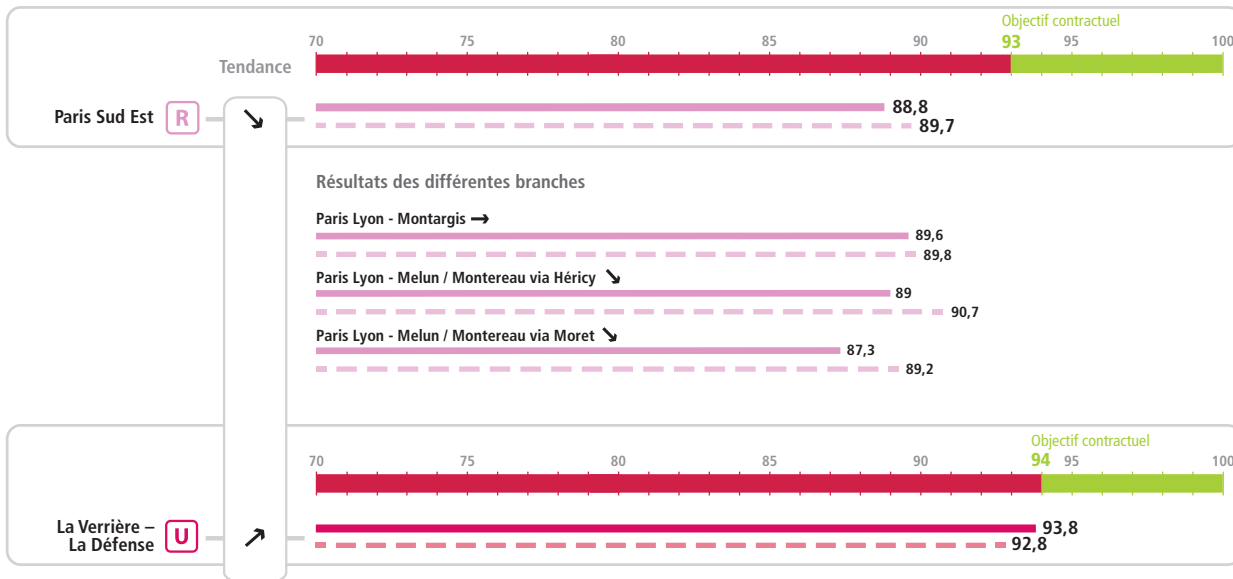 Objectif contractuel
70 75 80 85 90 93 95 100
Tendance
Paris Sud Est R
88,8
89,7
Résultats des différentes branches
Paris Lyon - Montargis →
89,6
89,8
Paris Lyon - Melun / Montereau via Héricy ↘
89
90,7
Paris Lyon - Melun / Montereau via Moret ↘
87,3
89,2
Objectif contractuel
70 75 80 85 90 94 95 100
La Verrière –
La Défense U
93,8
92,8